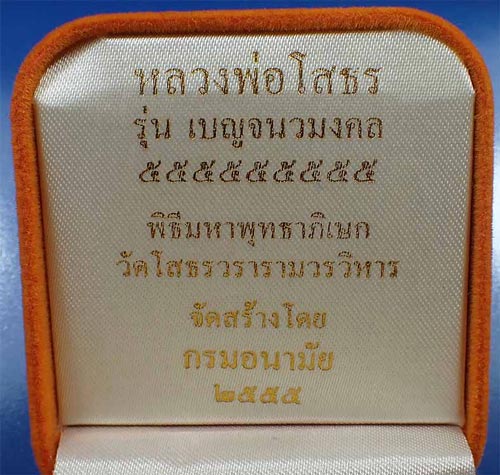 หลวงพ่อโสธร
รุ่น เบญจนวมงคล
๕๕๕๕๕๕๕๕๕
พิธีมหาพุทธาภิเษก
วัดโสธรวรารามวรวิหาร
จัดสร้างโดย
กรมอนามัย
๒๕๕๕